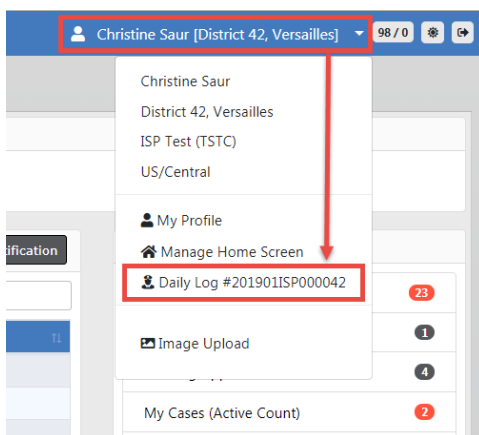 Christine Saur [District 42, Versailles]
98 / 0
Christine Saur
District 42, Versailles
ISP Test (TSTC)
US/Central
My Profile
Manage Home Screen
Daily Log #201901ISP000042
Image Upload
23
1
4
My Cases (Active Count)
2